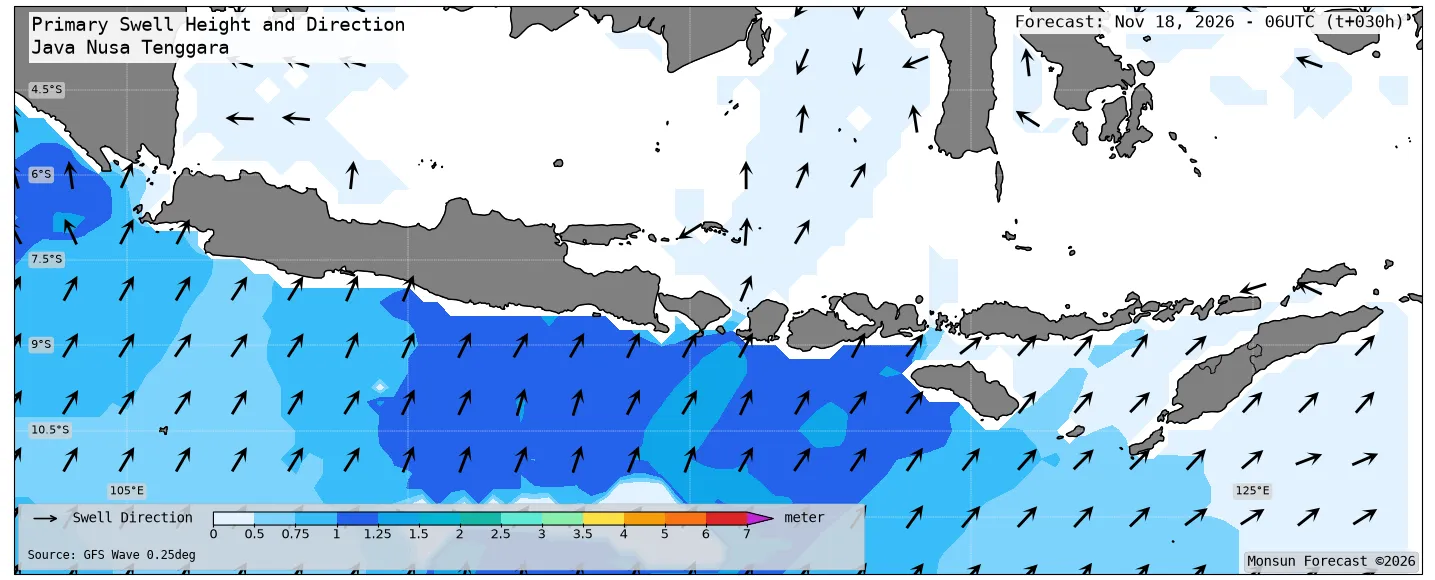 Primary Swell Height and Direction
Java Nusa Tenggara
Forecast: Nov 18, 2026 - 06UTC (t+030h)
4.5°S
6°S
7.5°S
9°S
10.5°S
105°E
125°E
Swell Direction
0 0.5 0.75 1 1.25 1.5 2 2.5 3 3.5 4 5 6 7
meter
Source: GFS Wave 0.25deg
Monsun Forecast ©2026